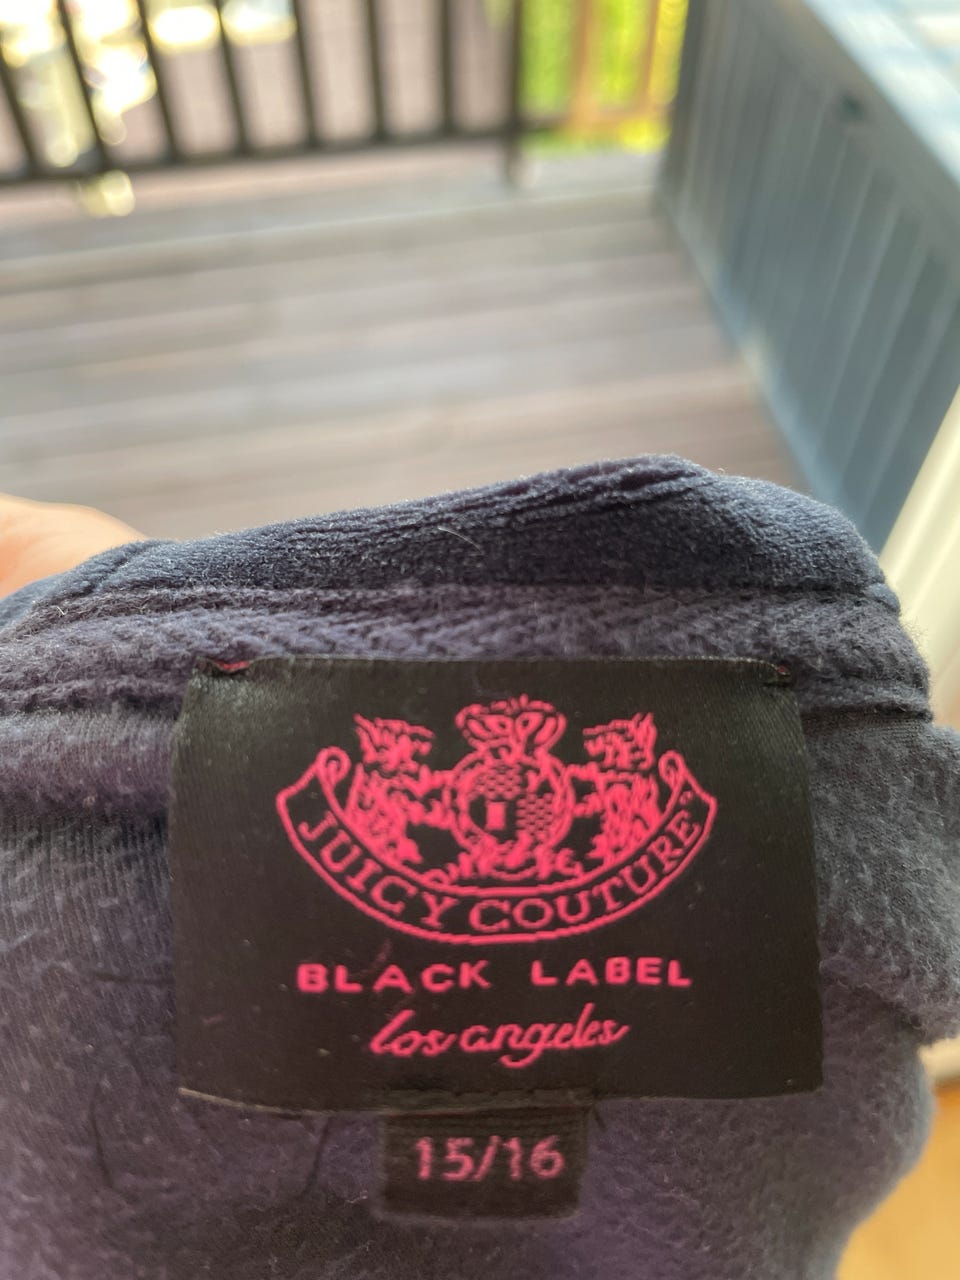 JUICY COUTURE
BLACK LABEL
los angeles
15/16